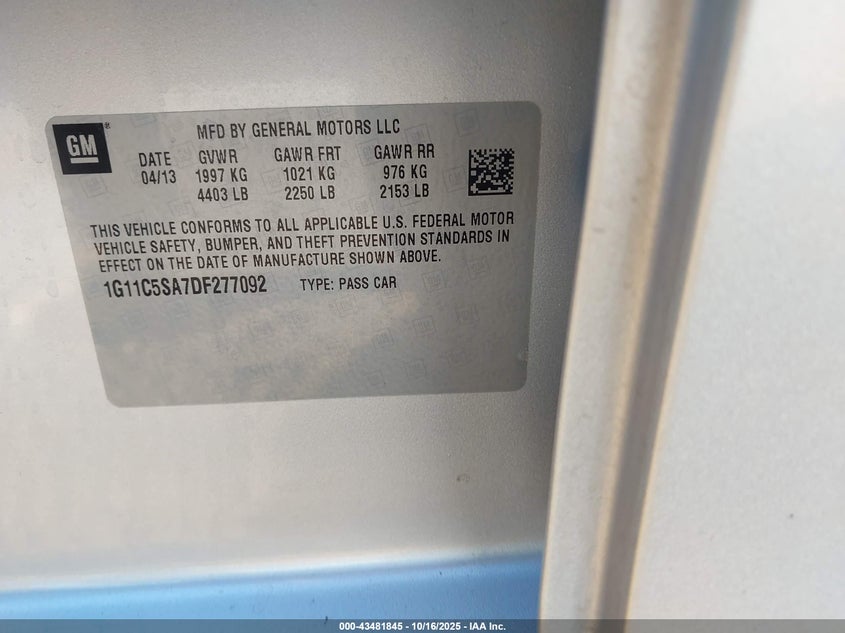 GM
MFD BY GENERAL MOTORS LLC
DATE GVWR GAWR FRT GAWR RR
04/13 1997 KG 1021 KG 976 KG
4403 LB 2250 LB 2153 LB
THIS VEHICLE CONFORMS TO ALL APPLICABLE U.S. FEDERAL MOTOR
VEHICLE SAFETY, BUMPER, AND THEFT PREVENTION STANDARDS IN
EFFECT ON THE DATE OF MANUFACTURE SHOWN ABOVE.
1G11C5SA7DF277092 TYPE: PASS CAR
000-43481845 - 10/16/2025 - IAA Inc.